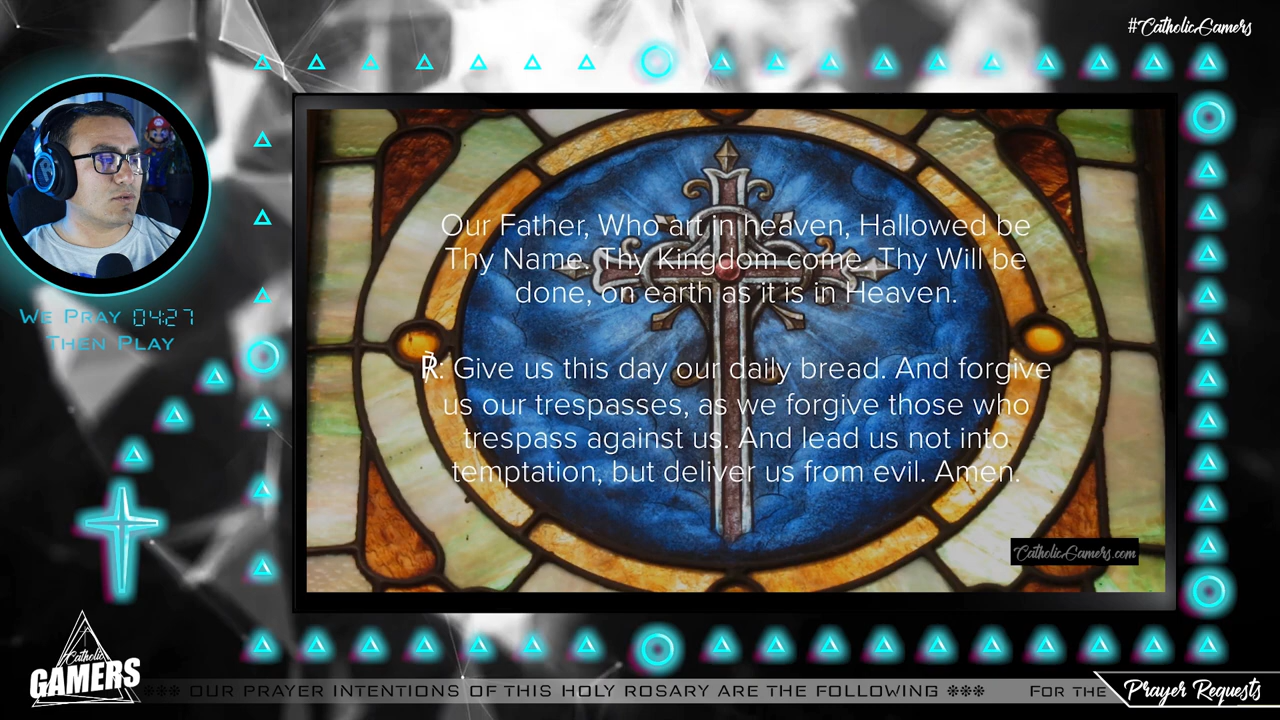 #CatholicGamers
We Pray 04:27
Then Play
Our Father, Who art in heaven, Hallowed be
Thy Name. Thy Kingdom come. Thy Will be
done, on earth as it is in Heaven.
℟: Give us this day our daily bread. And forgive
us our trespasses, as we forgive those who
trespass against us. And lead us not into
temptation, but deliver us from evil. Amen.
CatholicGamers.com
Catholic
GAMERS
❉❉❉ OUR PRAYER INTENTIONS OF THIS HOLY ROSARY ARE THE FOLLOWING ❉❉❉ For the
Prayer Requests